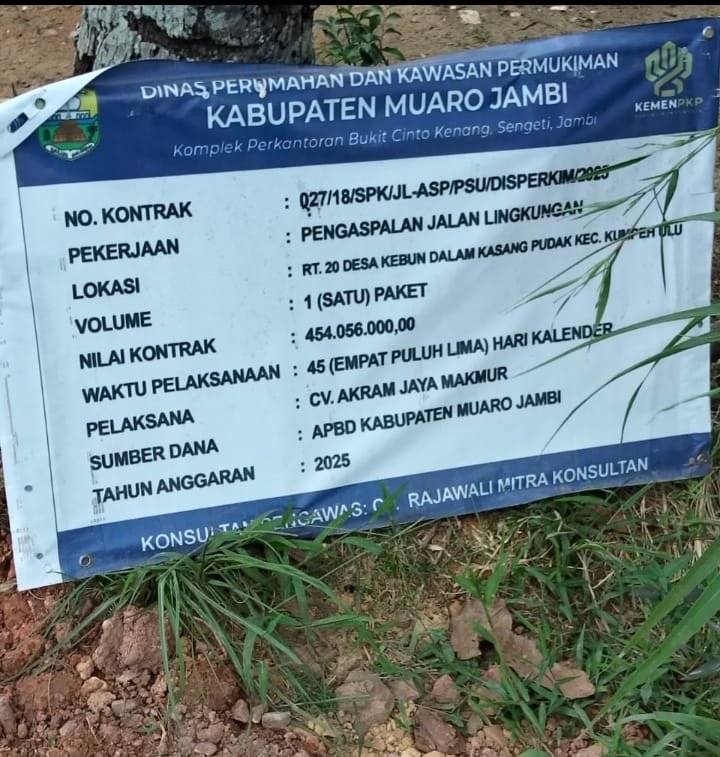 DINAS PERUMAHAN DAN KAWASAN PERMUKIMAN
KABUPATEN MUARO JAMBI
Komplek Perkantoran Bukit Cinto Kenang, Sengeti, Jambi
KEMENPKP
NO. KONTRAK : 027/18/SPK/JL-ASP/PSU/DISPERKIM/2025
PEKERJAAN : PENGASPALAN JALAN LINGKUNGAN
LOKASI : RT. 20 DESA KEBUN DALAM KASANG PUDAK KEC. KUMPEH ULU
VOLUME : 1 (SATU) PAKET
NILAI KONTRAK : 454.056.000,00
WAKTU PELAKSANAAN : 45 (EMPAT PULUH LIMA) HARI KALENDER
PELAKSANA : CV. AKRAM JAYA MAKMUR
SUMBER DANA : APBD KABUPATEN MUARO JAMBI
TAHUN ANGGARAN : 2025
KONSULTAN PENGAWAS: CV. RAJAWALI MITRA KONSULTAN